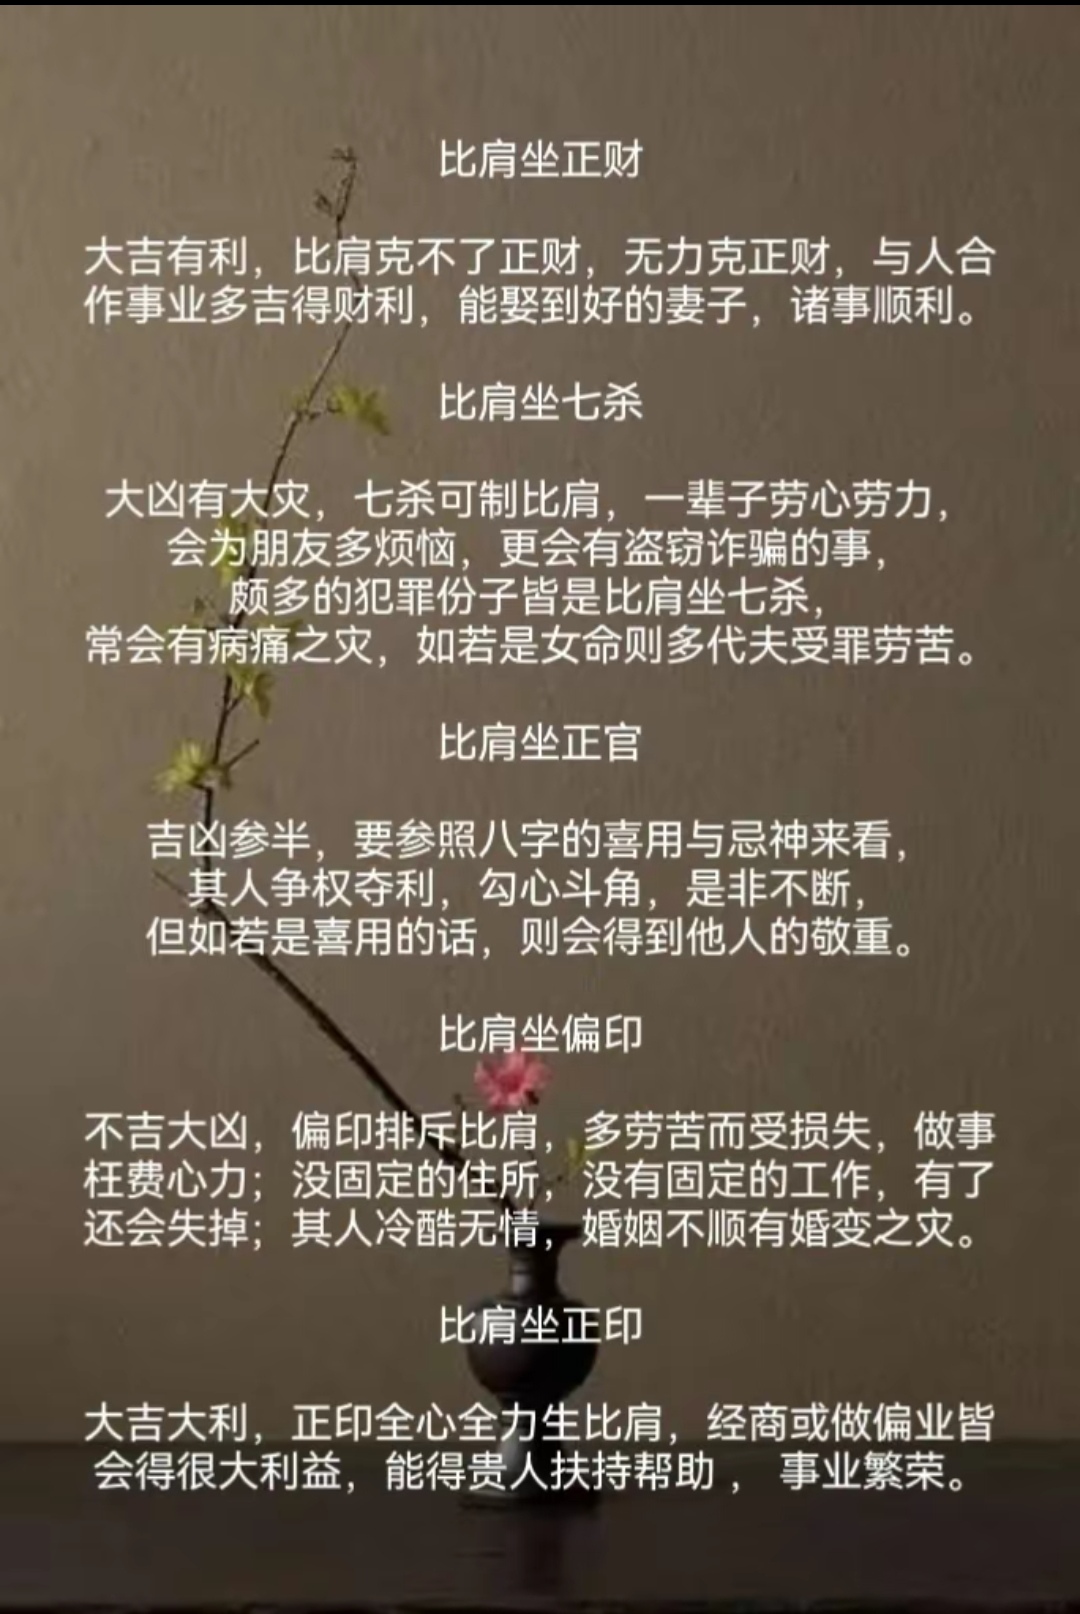 比肩坐正财
大吉有利，比肩克不了正财，无力克正财，与人合
作事业多吉得财利，能娶到好的妻子，诸事顺利。
比肩坐七杀
大凶有大灾，七杀可制比肩，一辈子劳心劳力，
会为朋友多烦恼，更会有盗窃诈骗的事，
颇多的犯罪份子皆是比肩坐七杀，
常会有病痛之灾，如若是女命则多代夫受罪劳苦。
比肩坐正官
吉凶参半，要参照八字的喜用与忌神来看，
其人争权夺利，勾心斗角，是非不断，
但如若是喜用的话，则会得到他人的敬重。
比肩坐偏印
不吉大凶，偏印排斥比肩，多劳苦而受损失，做事
枉费心力；没固定的住所，没有固定的工作，有了
还会失掉；其人冷酷无情，婚姻不顺有婚变之灾。
比肩坐正印
大吉大利，正印全心全力生比肩，经商或做偏业皆
会得很大利益，能得贵人扶持帮助 ， 事业繁荣。